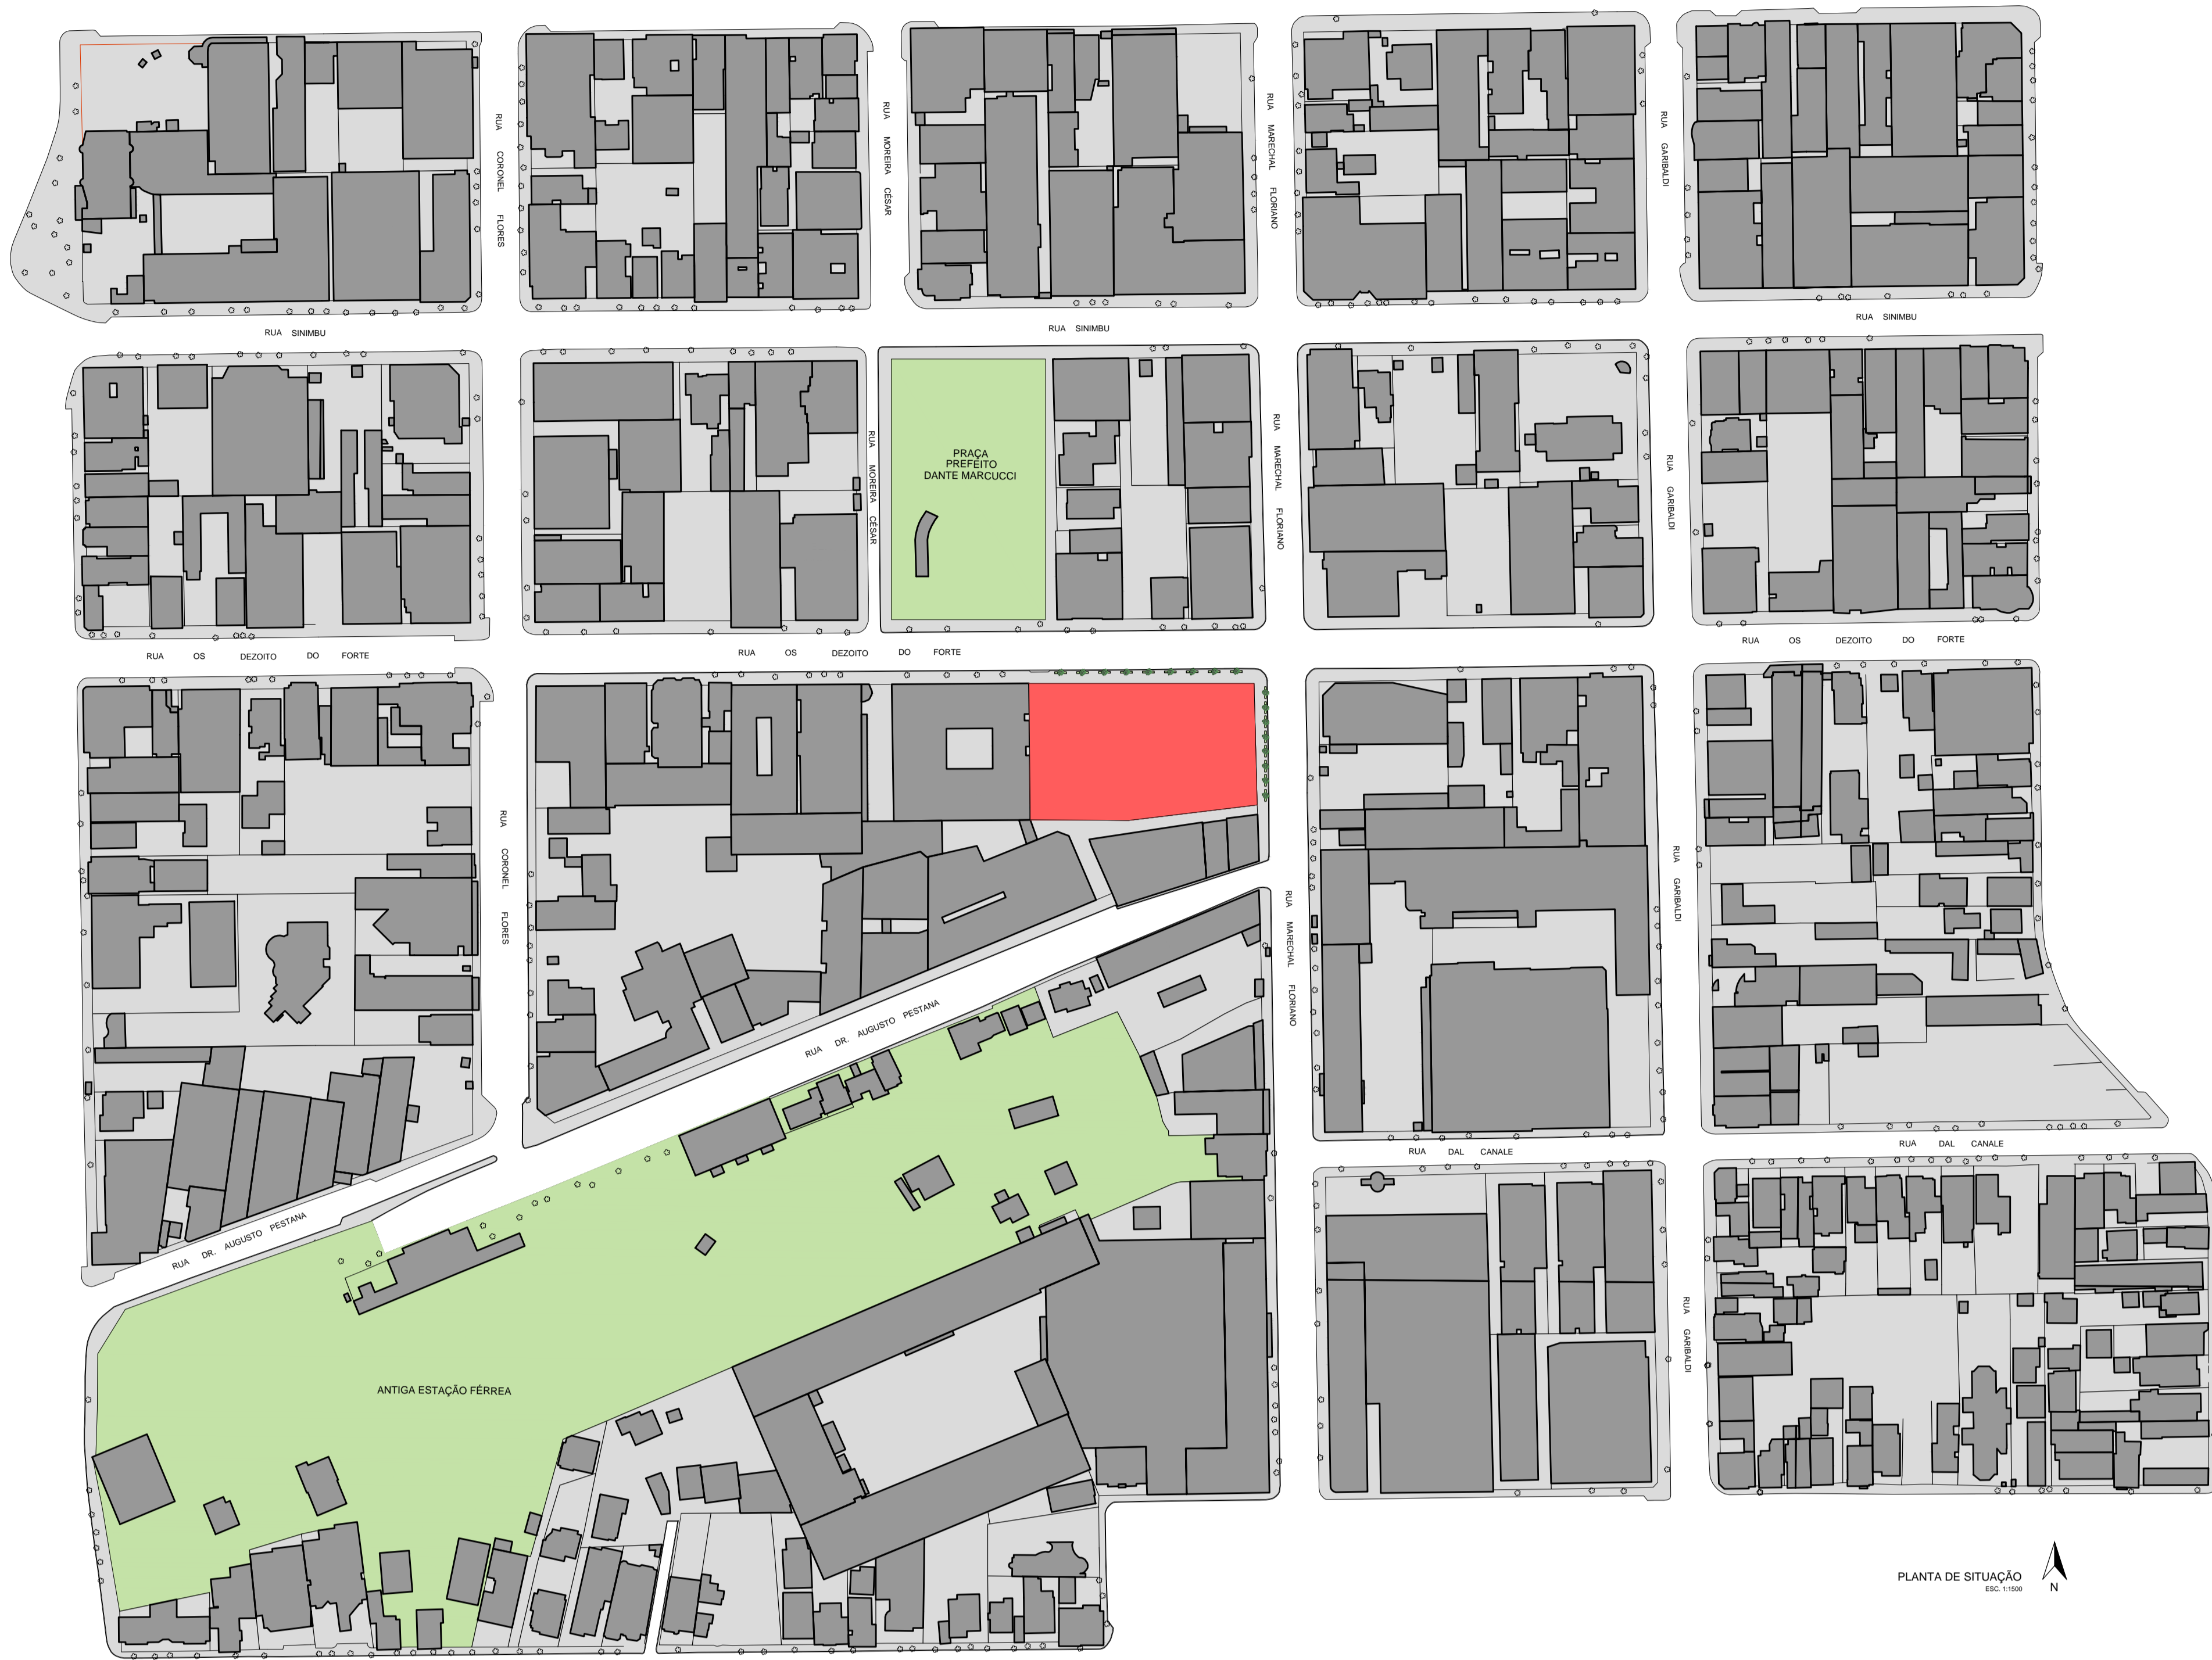 RUA CORONEL FLORES
RUA MOREIRA CÉSAR
RUA MARECHAL FLORIANO
RUA GARIBALDI
RUA SINIMBU
RUA SINIMBU
RUA SINIMBU
RUA MOREIRA CÉSAR
PRAÇA
PREFEITO
DANTE MARCUCCI
RUA MARECHAL FLORIANO
RUA GARIBALDI
RUA OS DEZOITO DO FORTE
RUA OS DEZOITO DO FORTE
RUA OS DEZOITO DO FORTE
RUA CORONEL FLORES
RUA MARECHAL FLORIANO
RUA GARIBALDI
RUA DR. AUGUSTO PESTANA
RUA DAL CANALE
RUA DAL CANALE
RUA DR. AUGUSTO PESTANA
RUA GARIBALDI
ANTIGA ESTAÇÃO FÉRREA
PLANTA DE SITUAÇÃO
ESC. 1:1500
N